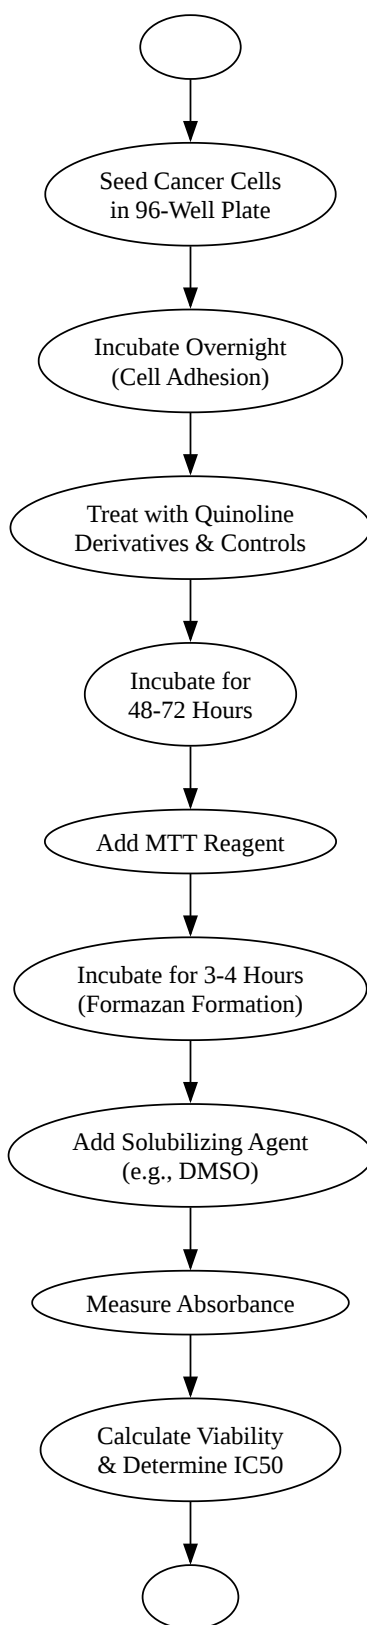 Seed Cancer Cells
in 96-Well Plate
Incubate Overnight
(Cell Adhesion)
Treat with Quinoline
Derivatives & Controls
Incubate for
48-72 Hours
Add MTT Reagent
Incubate for 3-4 Hours
(Formazan Formation)
Add Solubilizing Agent
(e.g., DMSO)
Measure Absorbance
Calculate Viability
& Determine IC50